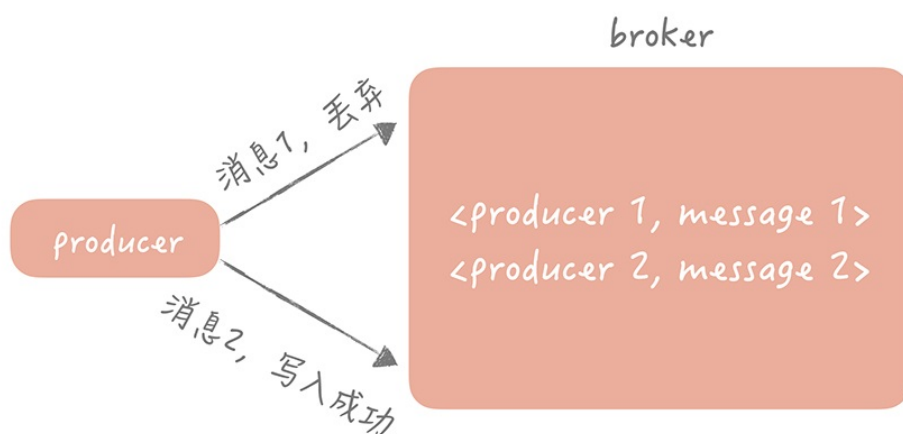 broker
消息1，丢弃
producer
<producer 1, message 1>
<producer 2, message 2>
消息2，写入成功